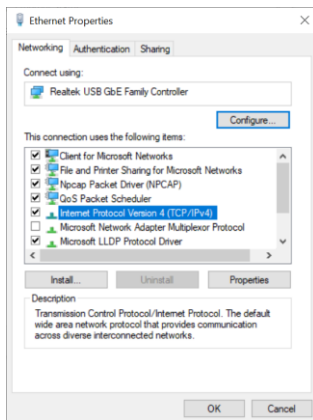 Ethernet Properties
Networking Authentication Sharing
Connect using:
Realtek USB GbE Family Controller
Configure...
This connection uses the following items:
Client for Microsoft Networks
File and Printer Sharing for Microsoft Networks
Npcap Packet Driver (NPCAP)
QoS Packet Scheduler
Internet Protocol Version 4 (TCP/IPv4)
Microsoft Network Adapter Multiplexor Protocol
Microsoft LLDP Protocol Driver
Install... Uninstall Properties
Description
Transmission Control Protocol/Internet Protocol. The default
wide area network protocol that provides communication
across diverse interconnected networks.
OK Cancel